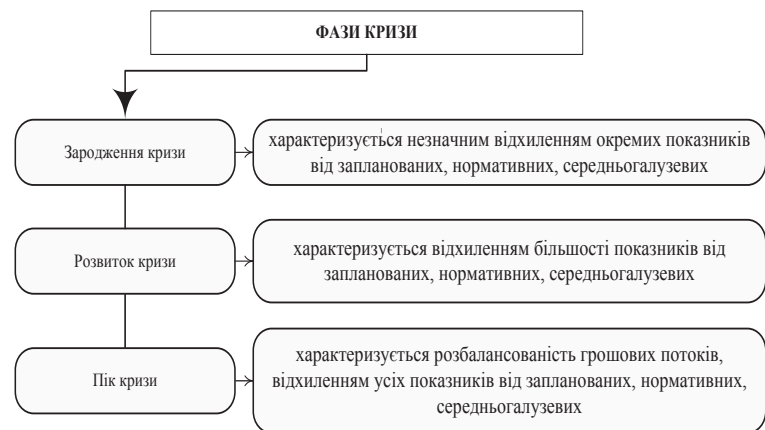 ФАЗИ КРИЗИ
Зародження кризи
характеризується незначним відхиленням окремих показників
від запланованих, нормативних, середньогалузевих
Розвиток кризи
характеризується відхиленням більшості показників від
запланованих, нормативних, середньогалузевих
Пік кризи
характеризується розбалансованість грошових потоків,
відхиленням усіх показників від запланованих, нормативних,
середньогалузевих